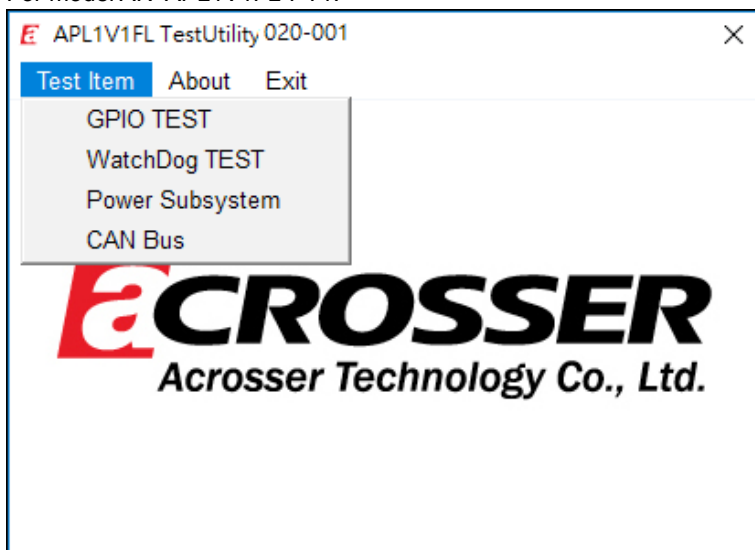 APL1V1FL TestUtility 020-001
Test Item About Exit
GPIO TEST
WatchDog TEST
Power Subsystem
CAN Bus
aCROSSER
Acrosser Technology Co., Ltd.